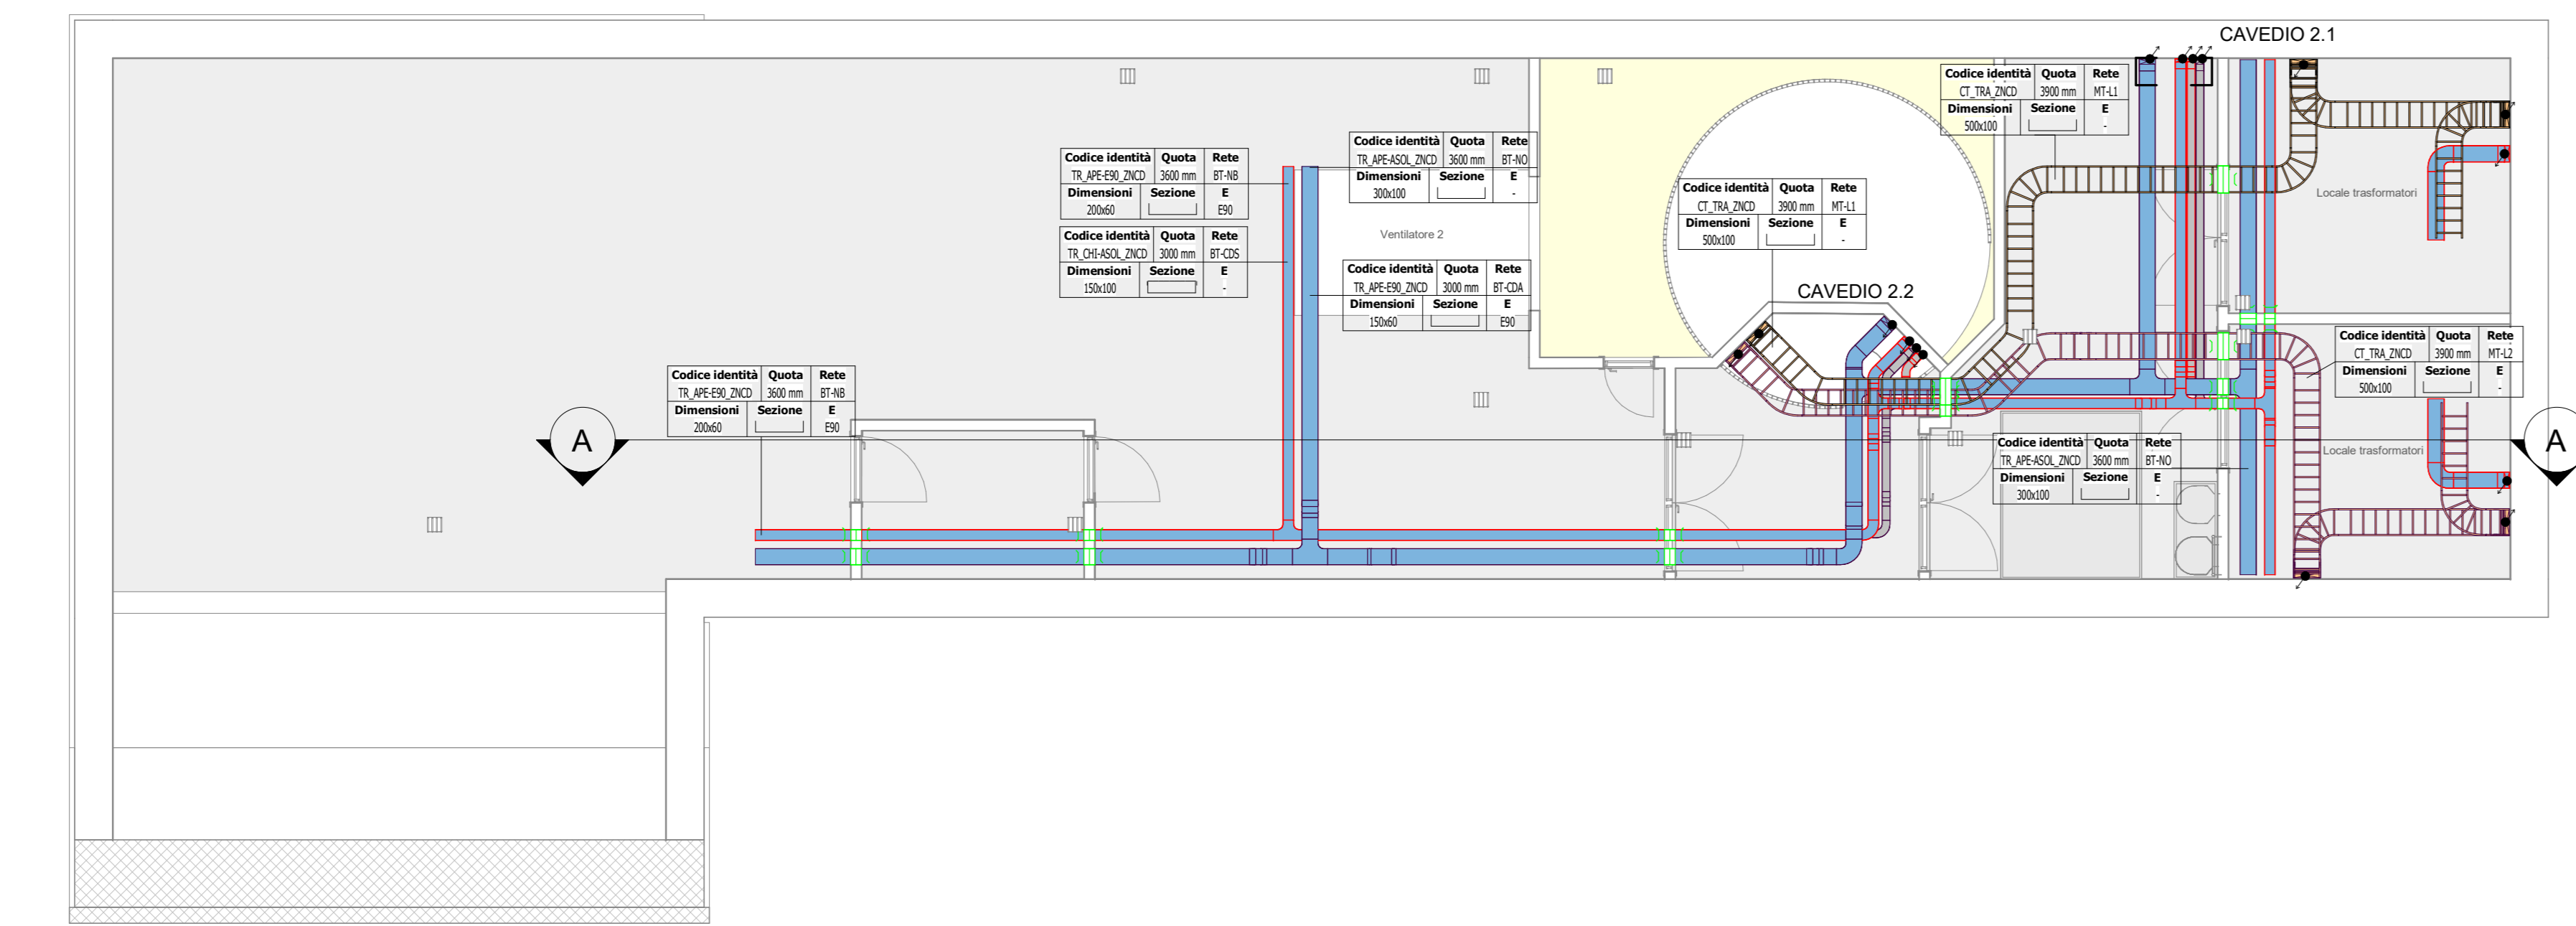 CAVEDIO 2.1
Codice identità Quota Rete
CT_TRA_ZNCD 3900 mm MT-L1
Dimensioni Sezione E
500x100 -
Codice identità Quota Rete
TR_APE-E90_ZNCD 3600 mm BT-NB
Dimensioni Sezione E
200x60 E90
Codice identità Quota Rete
TR_APE-ASOL_ZNCD 3600 mm BT-NO
Dimensioni Sezione E
300x100 -
Codice identità Quota Rete
CT_TRA_ZNCD 3900 mm MT-L1
Dimensioni Sezione E
500x100 -
Locale trasformatori
Codice identità Quota Rete
TR_CHI-ASOL_ZNCD 3000 mm BT-CDS
Dimensioni Sezione E
150x100 -
Ventilatore 2
Codice identità Quota Rete
TR_APE-E90_ZNCD 3000 mm BT-CDA
Dimensioni Sezione E
150x60 E90
CAVEDIO 2.2
Codice identità Quota Rete
CT_TRA_ZNCD 3900 mm MT-L2
Dimensioni Sezione E
500x100 -
Codice identità Quota Rete
TR_APE-E90_ZNCD 3600 mm BT-NB
Dimensioni Sezione E
200x60 E90
A
A
Locale trasformatori
Codice identità Quota Rete
TR_APE-ASOL_ZNCD 3600 mm BT-NO
Dimensioni Sezione E
300x100 -